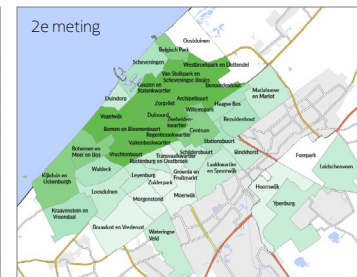 2e meting
Oostduinen
Belgisch Park
Westbroekpark en Duttendel
Scheveningen
Van Stolkpark en
Scheveningse Bosjes
Geuzen en
Statenkwartier
Benoordenhout
Duindorp
Archipelbuurt
Mariahoeve
en Marlot
Zorgvliet
Willemspark
Haagse Bos
Vogelwijk
Duinoord
Zeehelden-
kwartier
Bezuidenhout
Bomen en Bloemenbuurt
Regentessekwartier
Centrum
Valkenboskwartier
Stationsbuurt
Bohemen en
Meer en Bos
Vruchtenbuurt
Schildersbuurt
Binckhorst
Transvaalkwartier
Rustenburg en Oostbroek
Forepark
Waldeck
Laakkwartier
en Spoorwijk
Leidschenveen
Kijkduin en
Ockenburgh
Leyenburg
Groente en
Fruitmarkt
Zuiderpark
Hoornwijk
Loosduinen
Moerwijk
Morgenstond
Ypenburg
Kraayenstein en
Vroondaal
Bouwlust en Vrederust
Wateringse
Veld